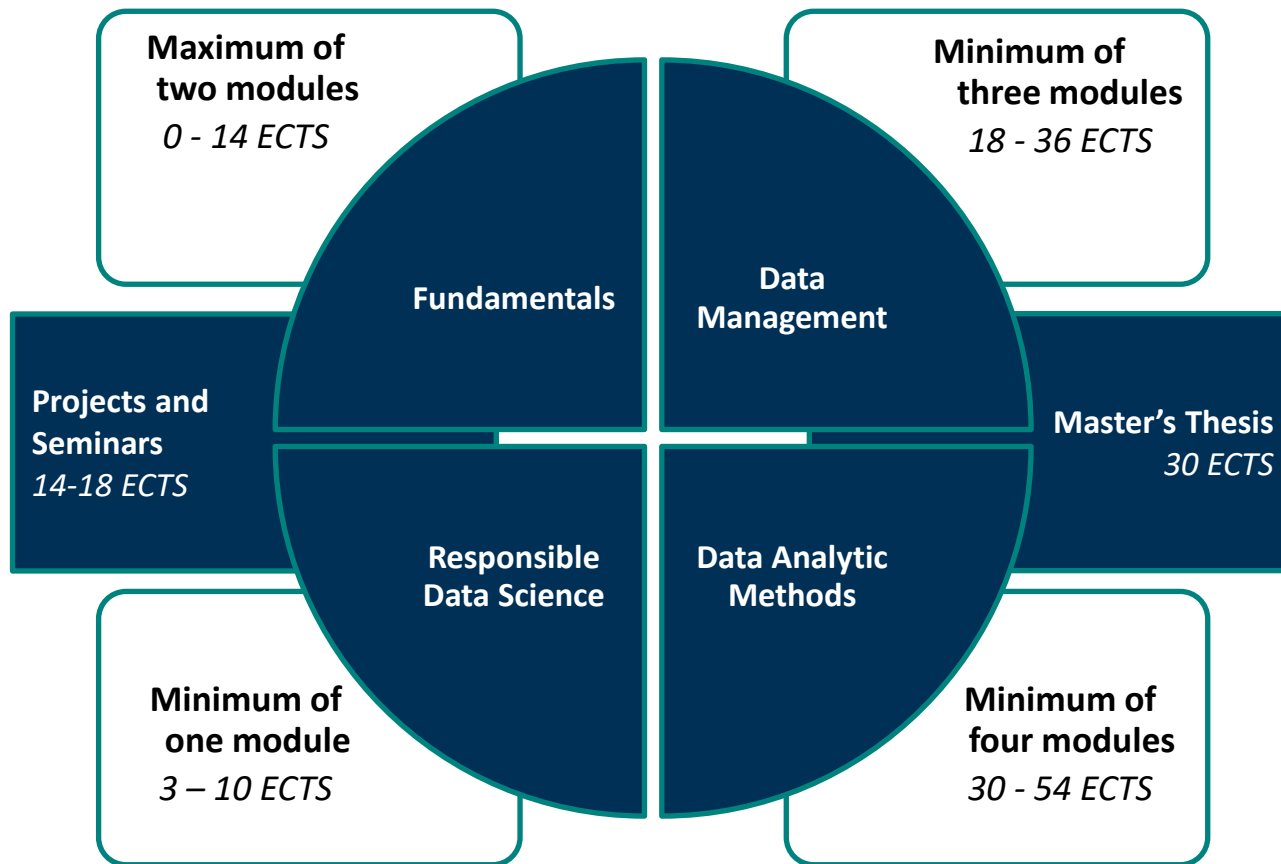 Maximum of
two modules
0 - 14 ECTS
Minimum of
three modules
18 - 36 ECTS
Fundamentals
Data
Management
Projects and
Seminars
14-18 ECTS
Master’s Thesis
30 ECTS
Responsible
Data Science
Data Analytic
Methods
Minimum of
one module
3 – 10 ECTS
Minimum of
four modules
30 - 54 ECTS